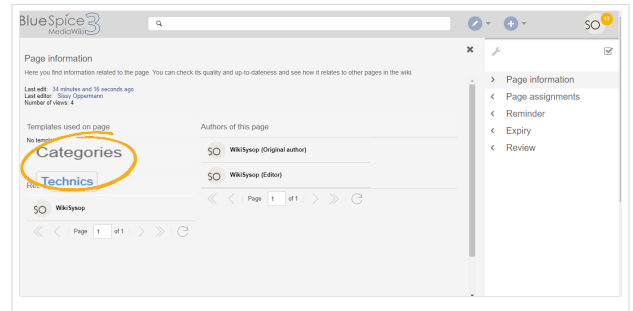 BlueSpice 3
MediaWiki
SO
13
Page information
Here you find information related to the page. You can check its quality and up-to-dateness and see how it relates to other pages in the wiki.
Last edit: 34 minutes and 16 seconds ago
Last editor: Sissy Oppermann
Number of views: 4
Templates used on page
No
Categories
Technics
SO WikiSysop
Page 1 of 1
Authors of this page
SO WikiSysop (Original author)
SO WikiSysop (Editor)
Page 1 of 1
Page information
Page assignments
Reminder
Expiry
Review